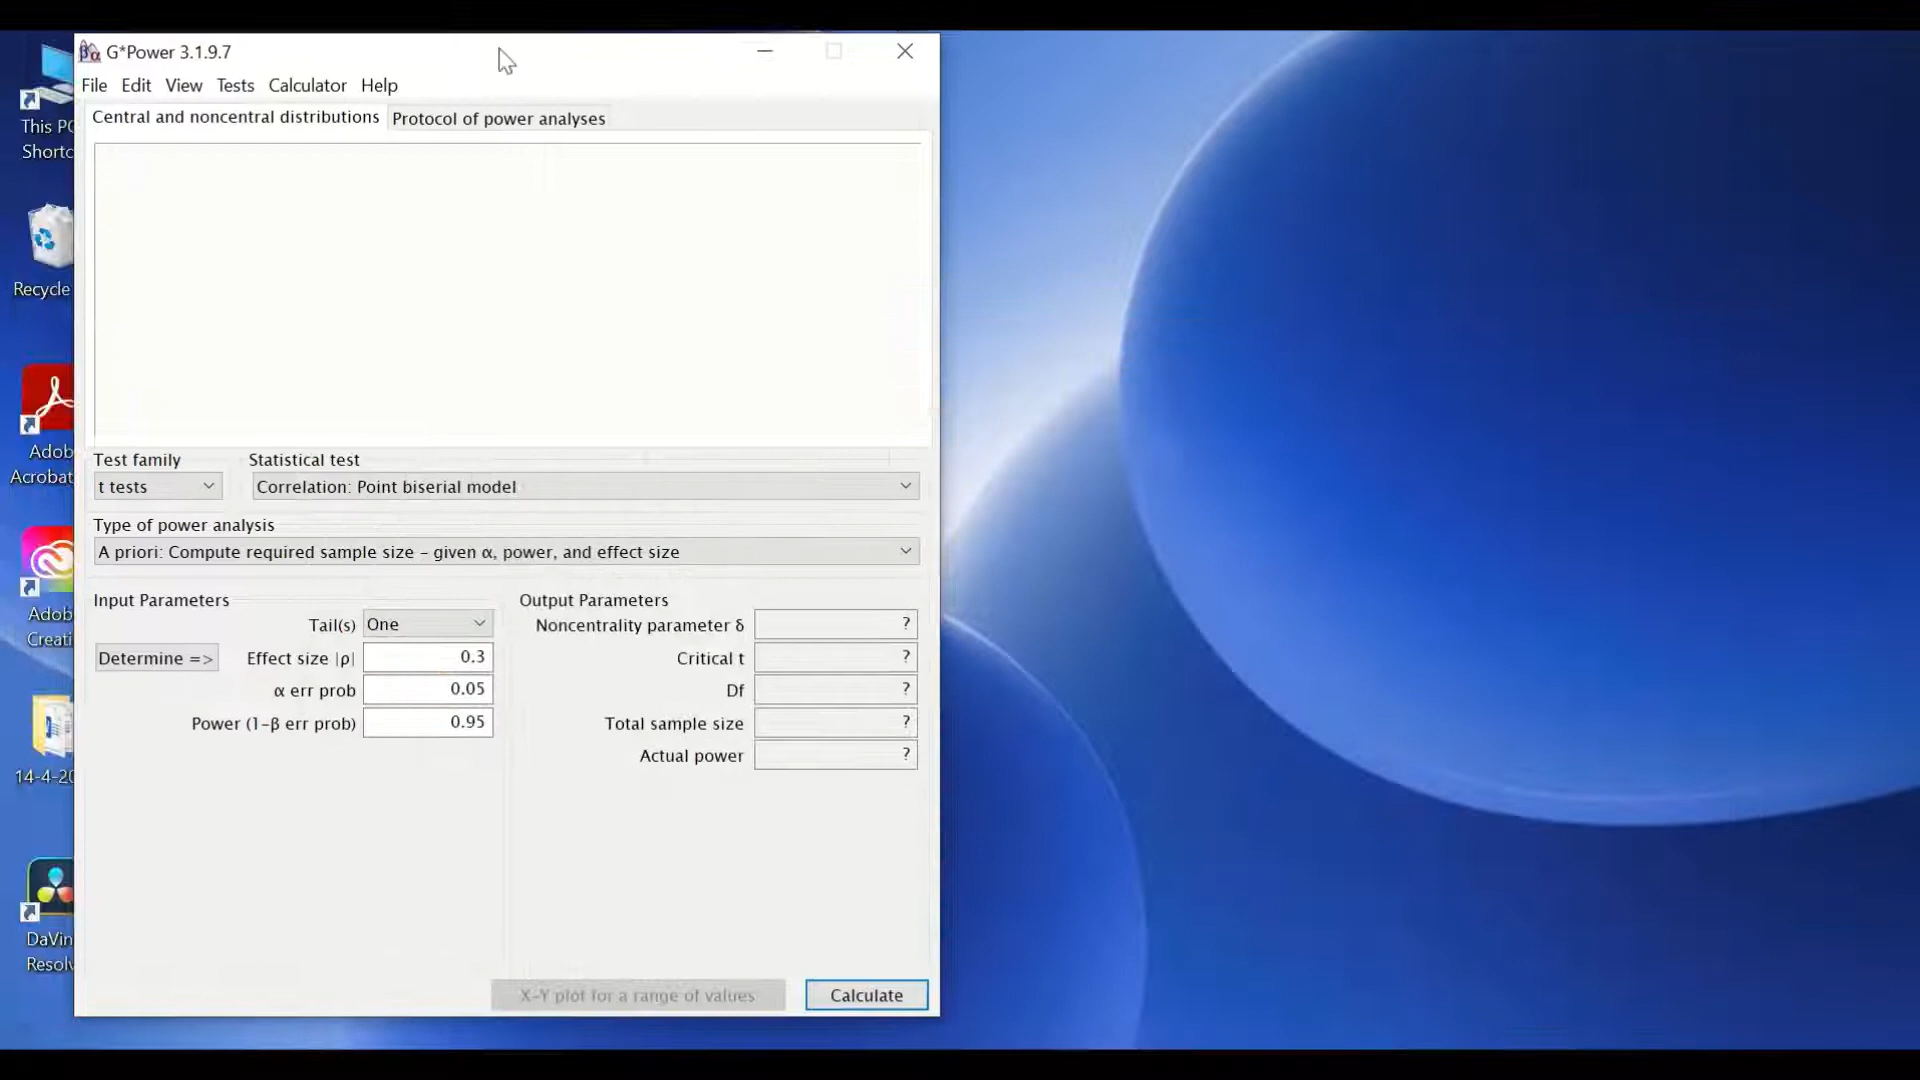 G*Power 3.1.9.7
File Edit View Tests Calculator Help
Central and noncentral distributions Protocol of power analyses
This PC
Shortc
Recycle
Adob
Acrobat
Adob
Creati
14-4-20
DaVin
Resolv
Test family Statistical test
t tests Correlation: Point biserial model
Type of power analysis
A priori: Compute required sample size – given α, power, and effect size
Input Parameters
Tail(s) One
Determine => Effect size |ρ| 0.3
α err prob 0.05
Power (1–β err prob) 0.95
Output Parameters
Noncentrality parameter δ ?
Critical t ?
Df ?
Total sample size ?
Actual power ?
X–Y plot for a range of values Calculate